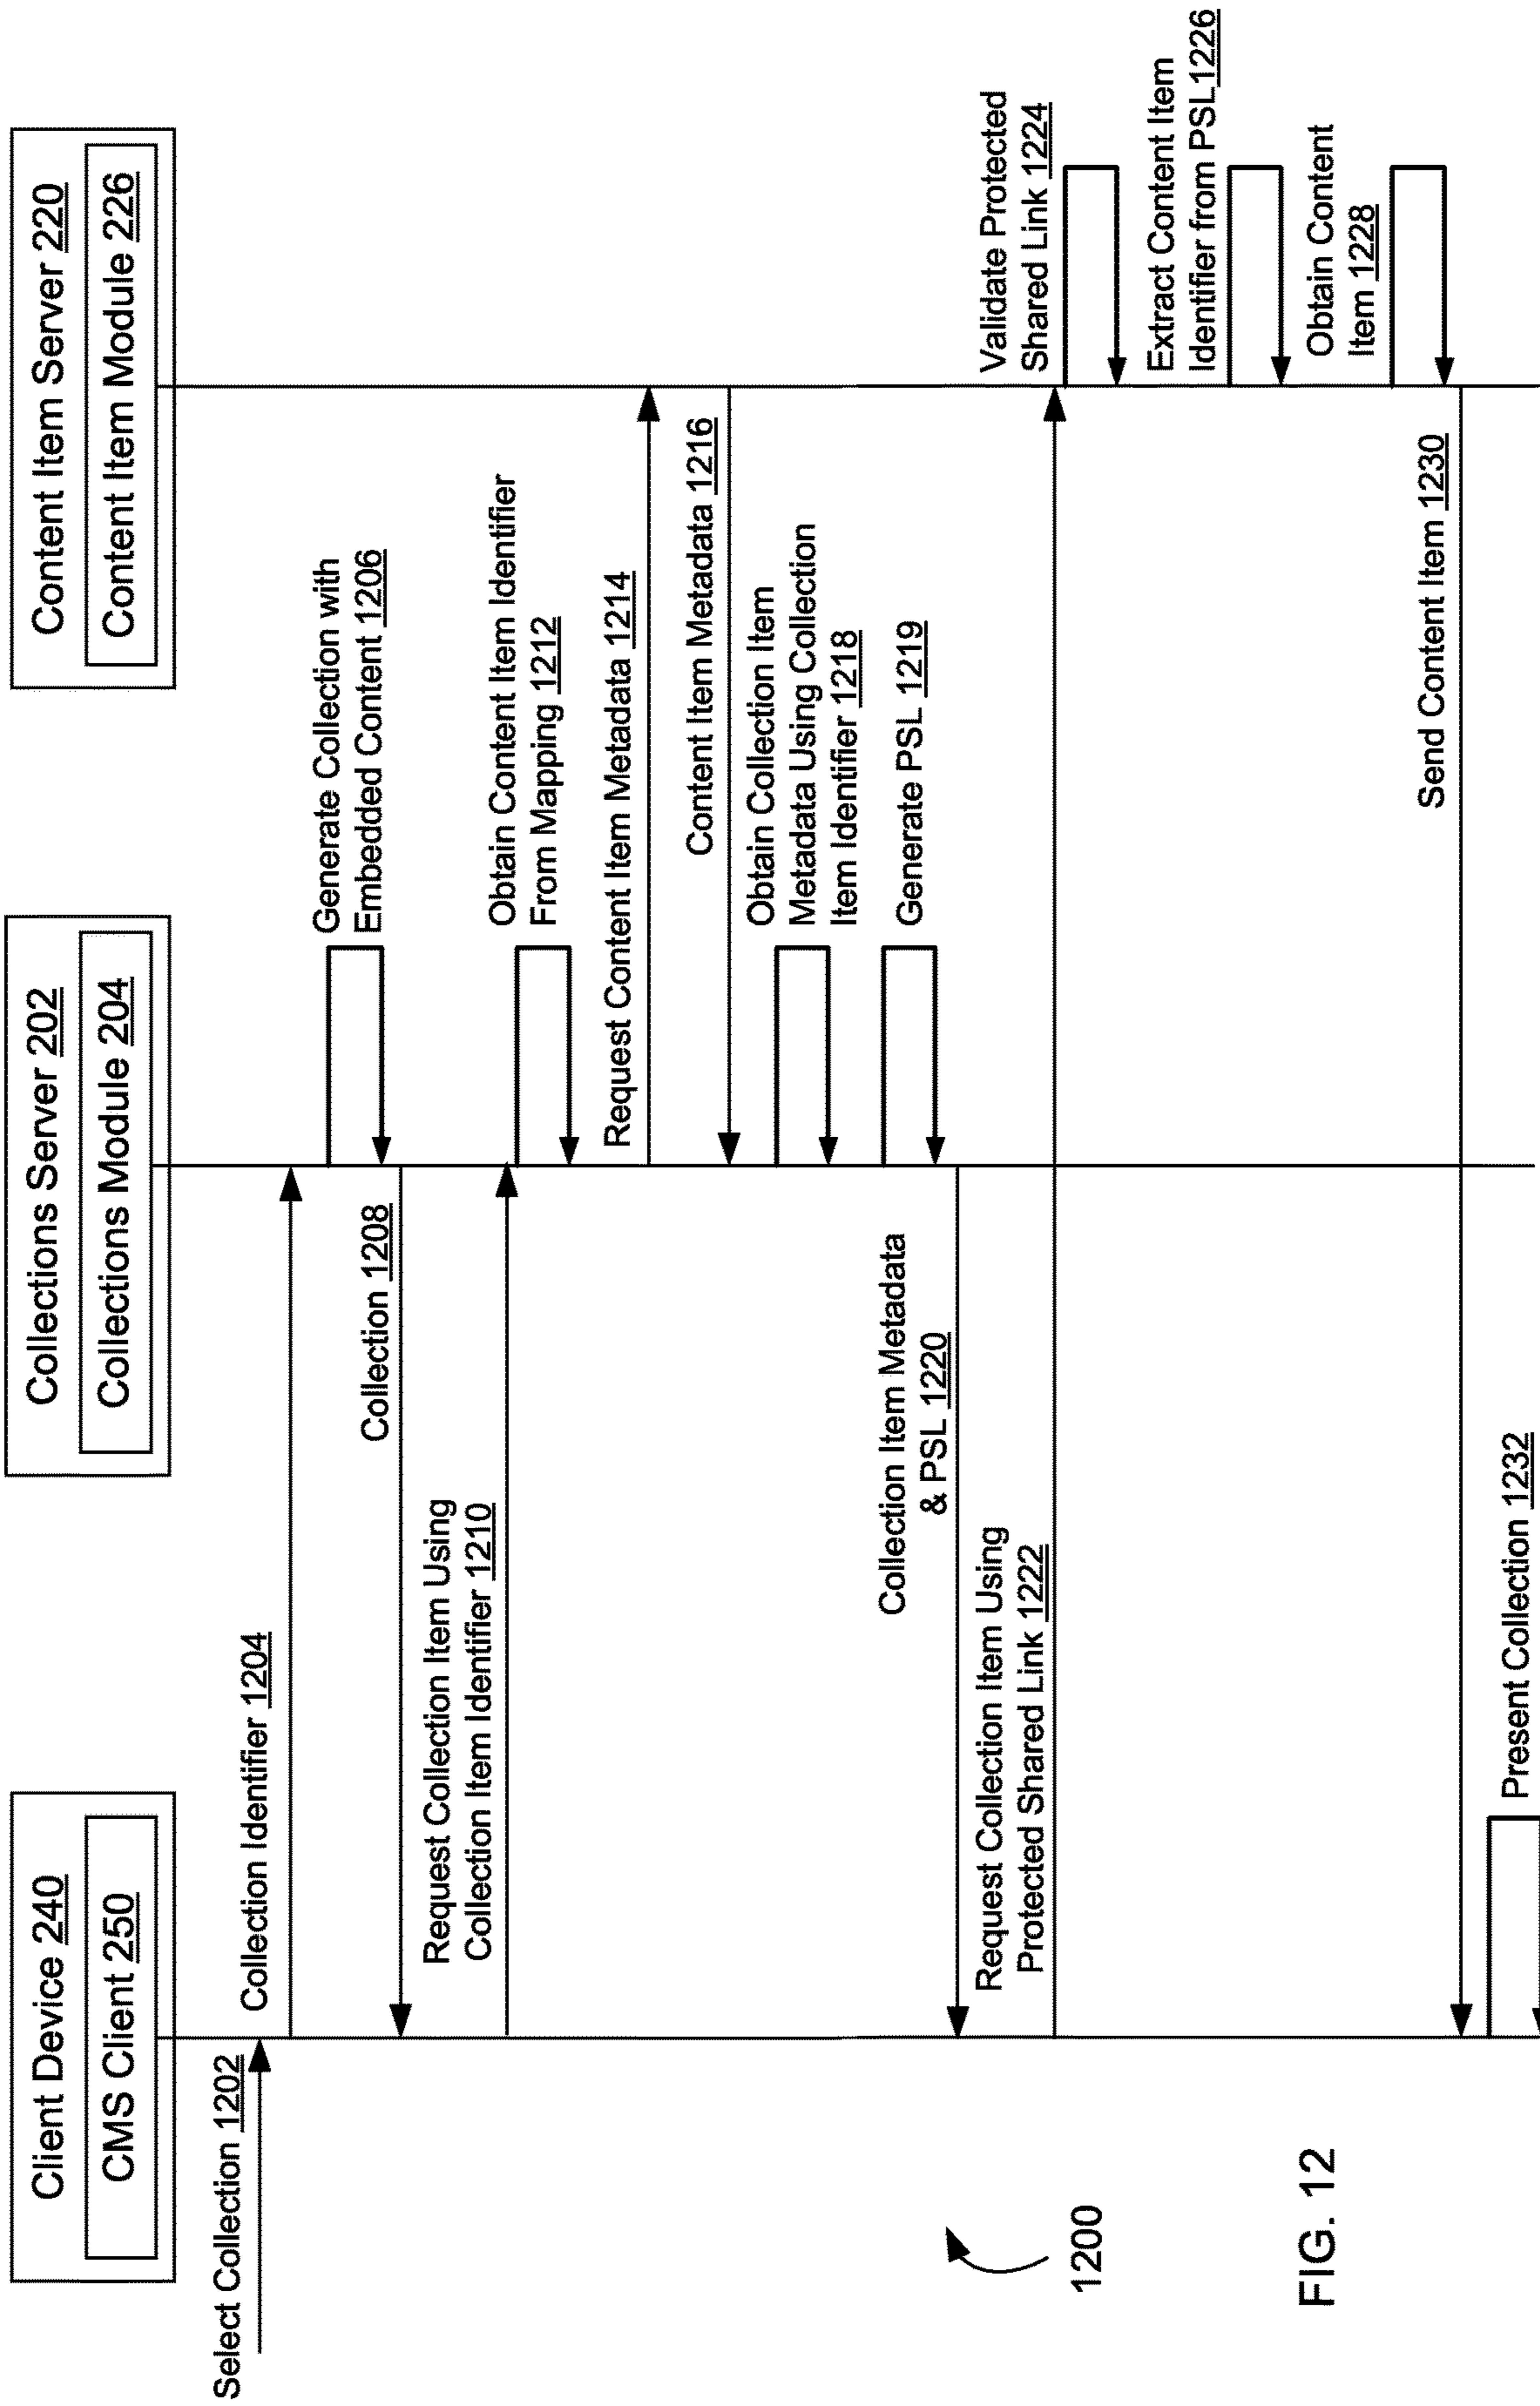 Client Device 240
CMS Client 250
Collections Server 202
Collections Module 204
Content Item Server 220
Content Item Module 226
Select Collection 1202
Collection Identifier 1204
Generate Collection with
Embedded Content 1206
Collection 1208
Request Collection Item Using
Collection Item Identifier 1210
Obtain Content Item Identifier
From Mapping 1212
Request Content Item Metadata 1214
Content Item Metadata 1216
Obtain Collection Item
Metadata Using Collection
Item Identifier 1218
Generate PSL 1219
Collection Item Metadata
& PSL 1220
Request Collection Item Using
Protected Shared Link 1222
Validate Protected
Shared Link 1224
Extract Content Item
Identifier from PSL1226
Obtain Content
Item 1228
Send Content Item 1230
Present Collection 1232
1200
FIG. 12